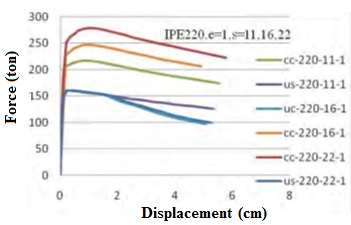 300
250
200
150
100
50
0
0 2 4 6 8
Force (ton)
Displacement (cm)
IPE220.e=1,s=11,16,22
cc-220-11-1
us-220-11-1
uc-220-16-1
cc-220-16-1
cc-220-22-1
us-220-22-1